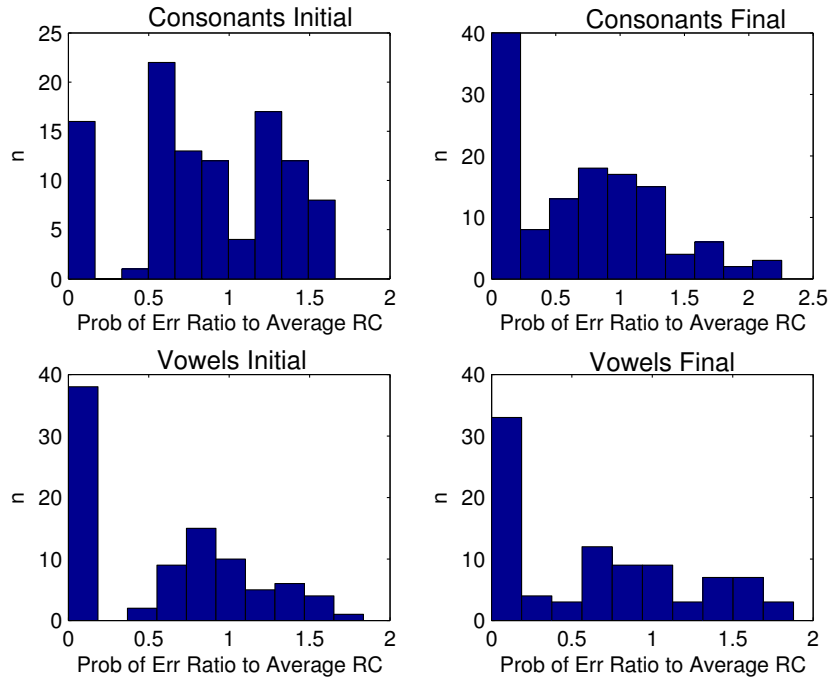 Consonants Initial
25
20
15
10
5
0
n
0 0.5 1 1.5 2
Prob of Err Ratio to Average RC
Consonants Final
40
30
20
10
0
n
0 0.5 1 1.5 2 2.5
Prob of Err Ratio to Average RC
Vowels Initial
40
30
20
10
0
n
0 0.5 1 1.5 2
Prob of Err Ratio to Average RC
Vowels Final
40
30
20
10
0
n
0 0.5 1 1.5 2
Prob of Err Ratio to Average RC